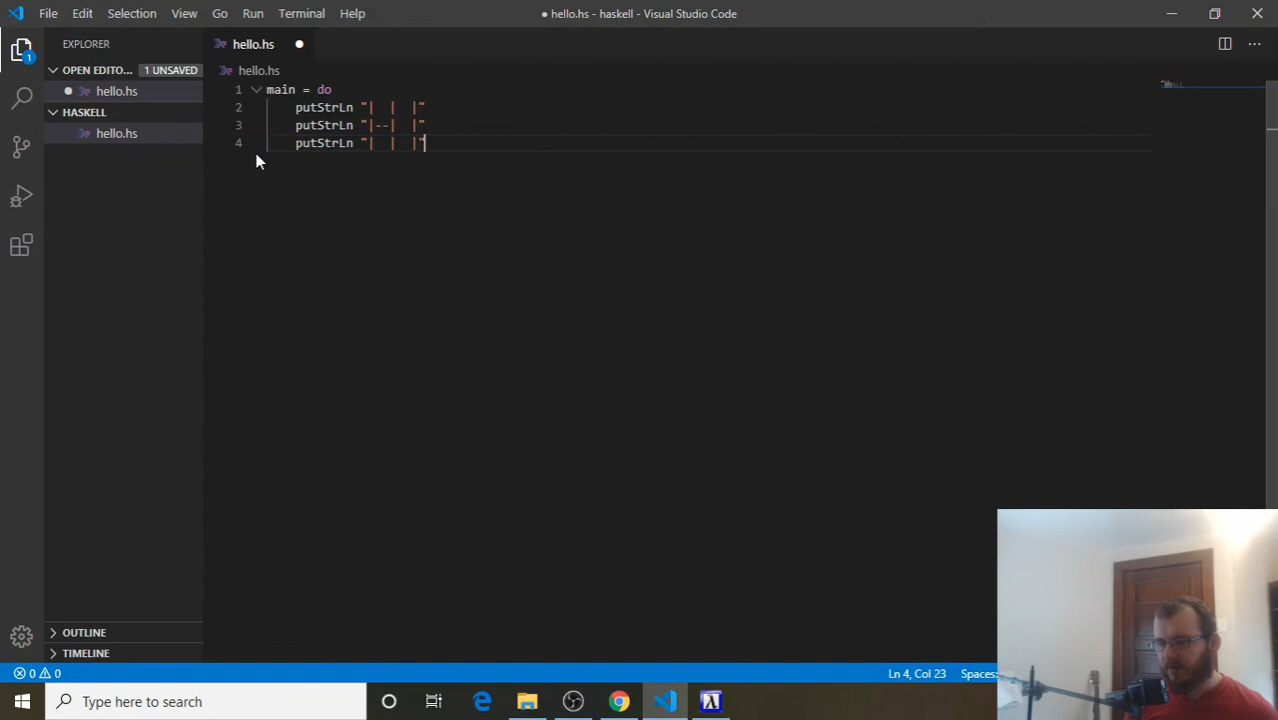 File Edit Selection View Go Run Terminal Help ● hello.hs - haskell - Visual Studio Code
EXPLORER
hello.hs ●
OPEN EDITO... 1 UNSAVED
● hello.hs
HASKELL
hello.hs
hello.hs
1 main = do
2 putStrLn "|  |  |"
3 putStrLn "|--|  |"
4 putStrLn "|  |  |"
OUTLINE
TIMELINE
0 0 Ln 4, Col 23 Spaces:
Type here to search
1
λ